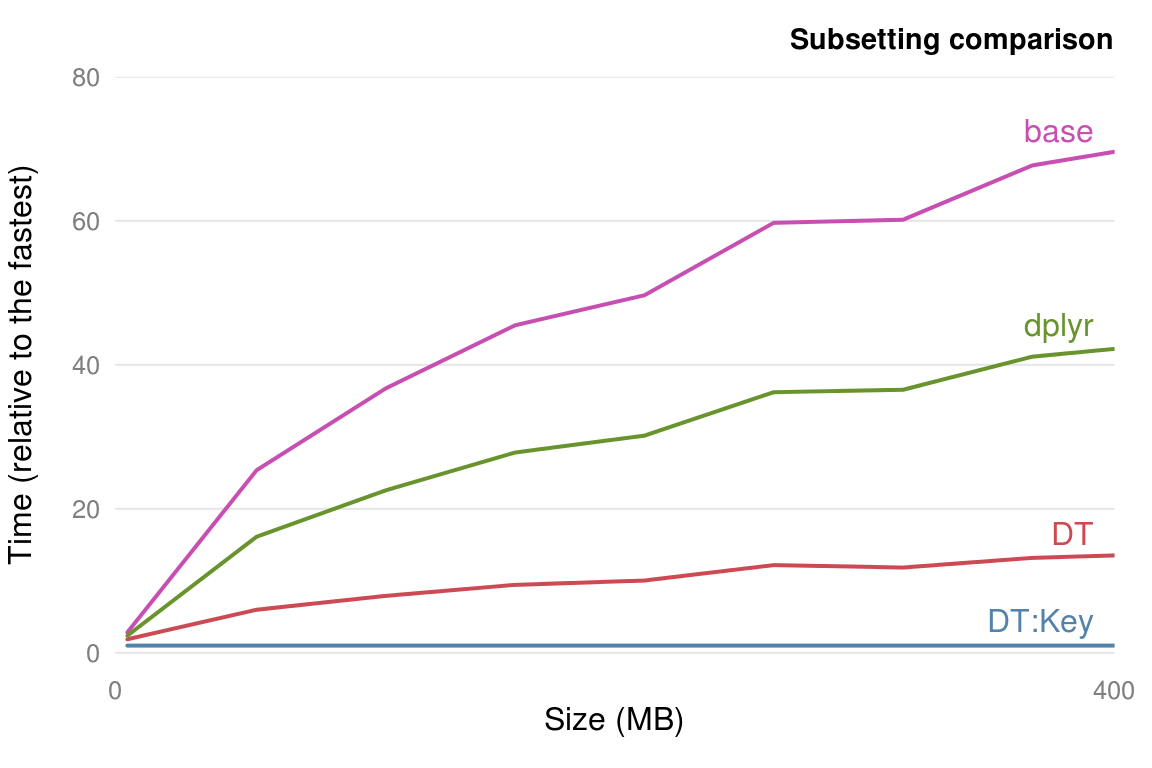 Subsetting comparison
80
base
60
dplyr
40
20
DT
DT:Key
0
Time (relative to the fastest)
0
400
Size (MB)